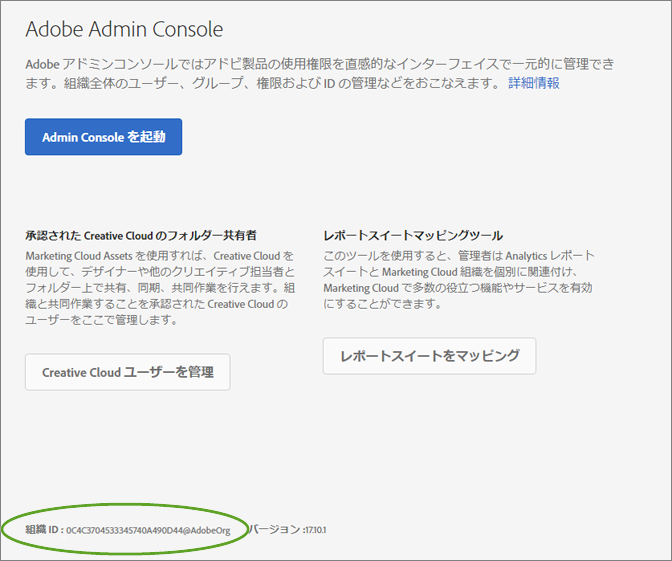 Adobe Admin Console
Adobe アドミンコンソールではアドビ製品の使用権限を直感的なインターフェイスで一元的に管理でき
ます。組織全体のユーザー、グループ、権限および ID の管理などをおこなえます。 詳細情報
Admin Console を起動
承認された Creative Cloud のフォルダー共有者
Marketing Cloud Assets を使用すれば、Creative Cloud を
使用して、デザイナーや他のクリエイティブ担当者と
フォルダー上で共有、同期、共同作業を行えます。組
織と共同作業することを承認された Creative Cloud の
ユーザーをここで管理します。
Creative Cloud ユーザーを管理
レポートスイートマッピングツール
このツールを使用すると、管理者は Analytics レポート
スイートと Marketing Cloud 組織を個別に関連付け、
Marketing Cloud で多数の役立つ機能やサービスを有効
にすることができます。
レポートスイートをマッピング
組織 ID : 0C4C3704533345740A490D44@AdobeOrg バージョン :17.10.1